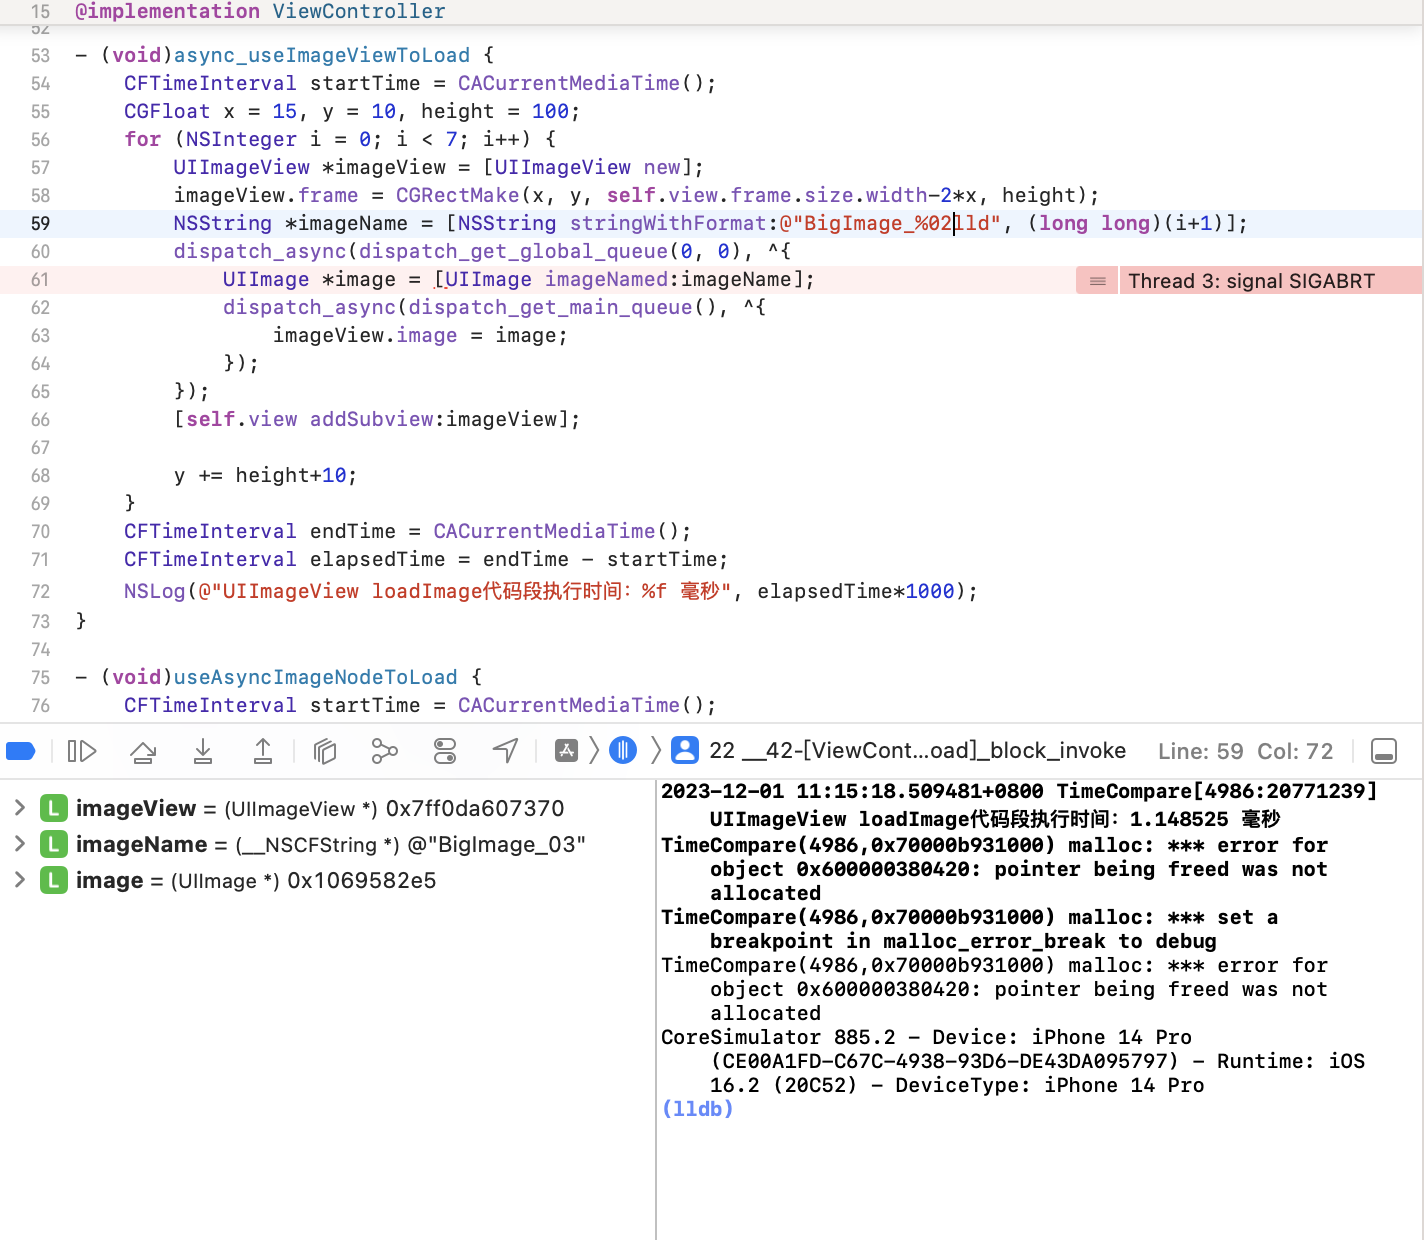 15 @implementation ViewController
52
53 - (void)async_useImageViewToLoad {
54 CFTimeInterval startTime = CACurrentMediaTime();
55 CGFloat x = 15, y = 10, height = 100;
56 for (NSInteger i = 0; i < 7; i++) {
57 UIImageView *imageView = [UIImageView new];
58 imageView.frame = CGRectMake(x, y, self.view.frame.size.width-2*x, height);
59 NSString *imageName = [NSString stringWithFormat:@"BigImage_%02lld", (long long)(i+1)];
60 dispatch_async(dispatch_get_global_queue(0, 0), ^{
61 UIImage *image = [UIImage imageNamed:imageName]; Thread 3: signal SIGABRT
62 dispatch_async(dispatch_get_main_queue(), ^{
63 imageView.image = image;
64 });
65 });
66 [self.view addSubview:imageView];
67
68 y += height+10;
69 }
70 CFTimeInterval endTime = CACurrentMediaTime();
71 CFTimeInterval elapsedTime = endTime - startTime;
72 NSLog(@"UIImageView loadImage代码段执行时间: %f 毫秒", elapsedTime*1000);
73 }
74
75 - (void)useAsyncImageNodeToLoad {
76 CFTimeInterval startTime = CACurrentMediaTime();
22 __42-[ViewCont...oad]_block_invoke Line: 59 Col: 72
L imageView = (UIImageView *) 0x7ff0da607370
L imageName = (__NSCFString *) @"BigImage_03"
L image = (UIImage *) 0x1069582e5
2023-12-01 11:15:18.509481+0800 TimeCompare[4986:20771239]
UIImageView loadImage代码段执行时间: 1.148525 毫秒
TimeCompare(4986,0x70000b931000) malloc: *** error for
object 0x600000380420: pointer being freed was not
allocated
TimeCompare(4986,0x70000b931000) malloc: *** set a
breakpoint in malloc_error_break to debug
TimeCompare(4986,0x70000b931000) malloc: *** error for
object 0x600000380420: pointer being freed was not
allocated
CoreSimulator 885.2 - Device: iPhone 14 Pro
(CE00A1FD-C67C-4938-93D6-DE43DA095797) - Runtime: iOS
16.2 (20C52) - DeviceType: iPhone 14 Pro
(lldb)